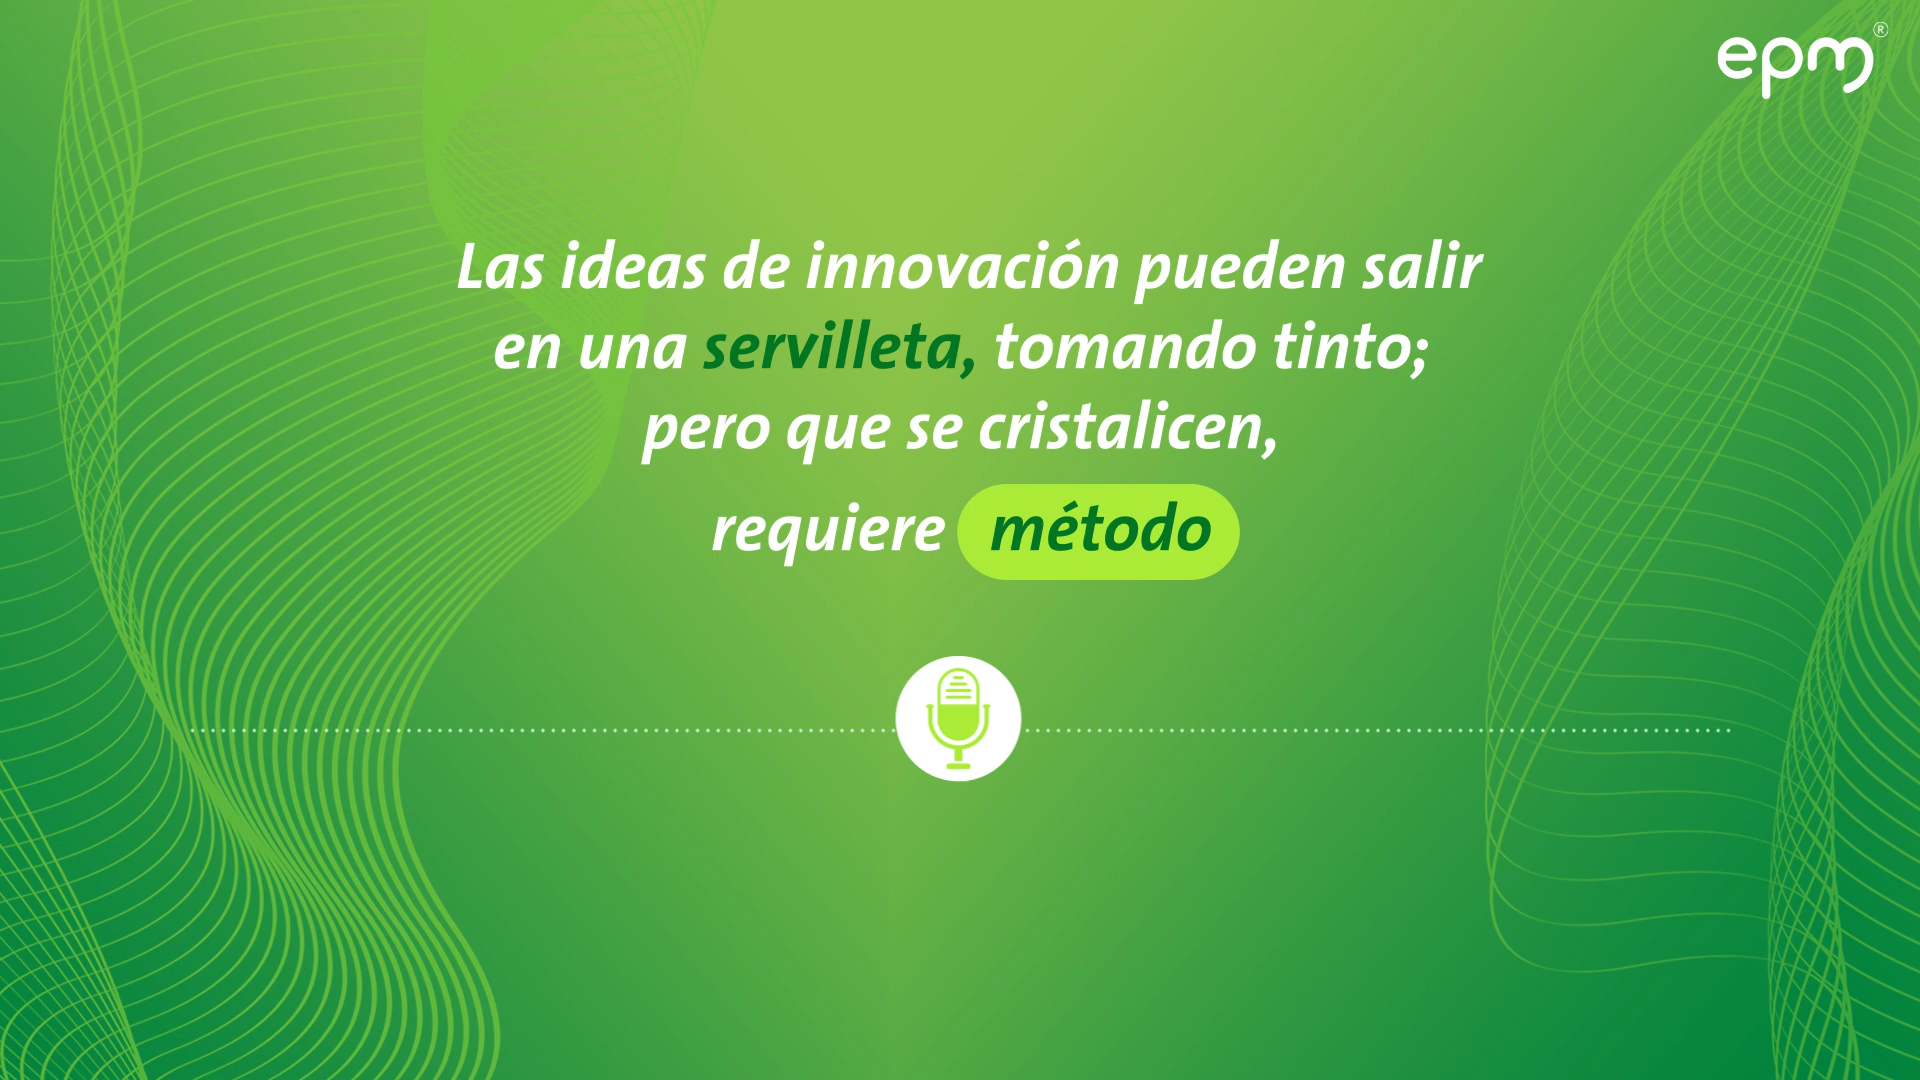 epm®
Las ideas de innovación pueden salir
en una servilleta, tomando tinto;
pero que se cristalicen,
requiere método